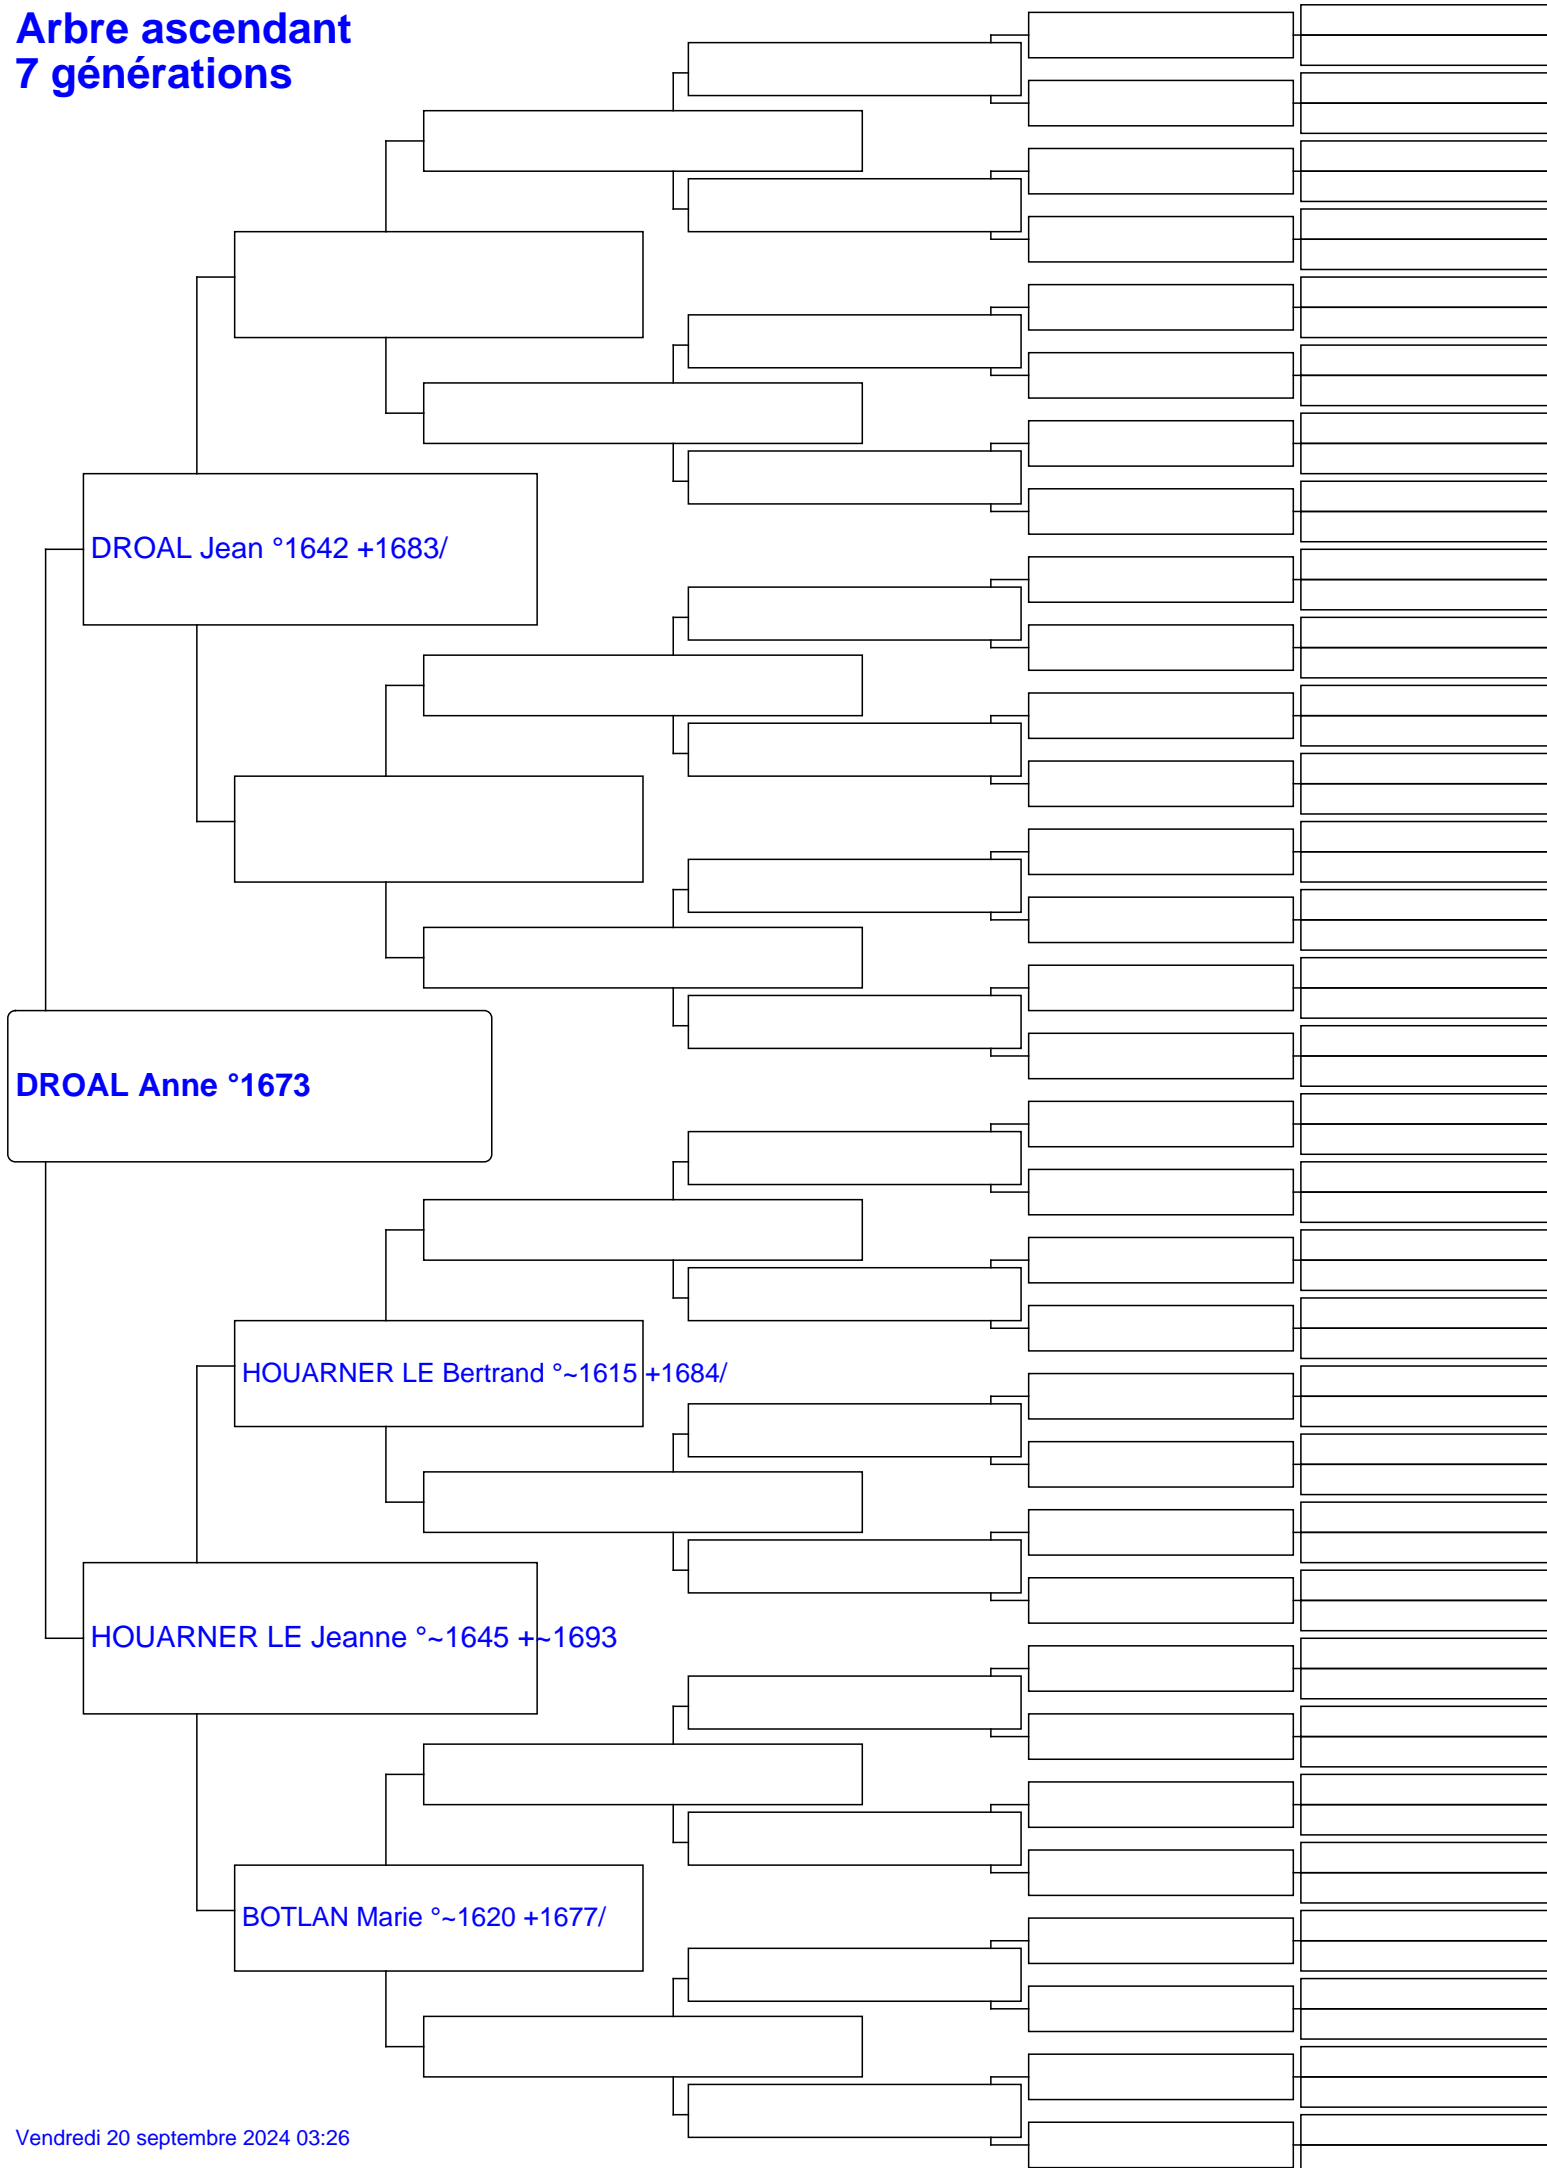 Arbre ascendant
7 générations
DROAL Jean °1642 +1683/
DROAL Anne °1673
HOUARNER LE Bertrand °~1615 +1684/
HOUARNER LE Jeanne °~1645 +~1693
BOTLAN Marie °~1620 +1677/
Vendredi 20 septembre 2024 03:26